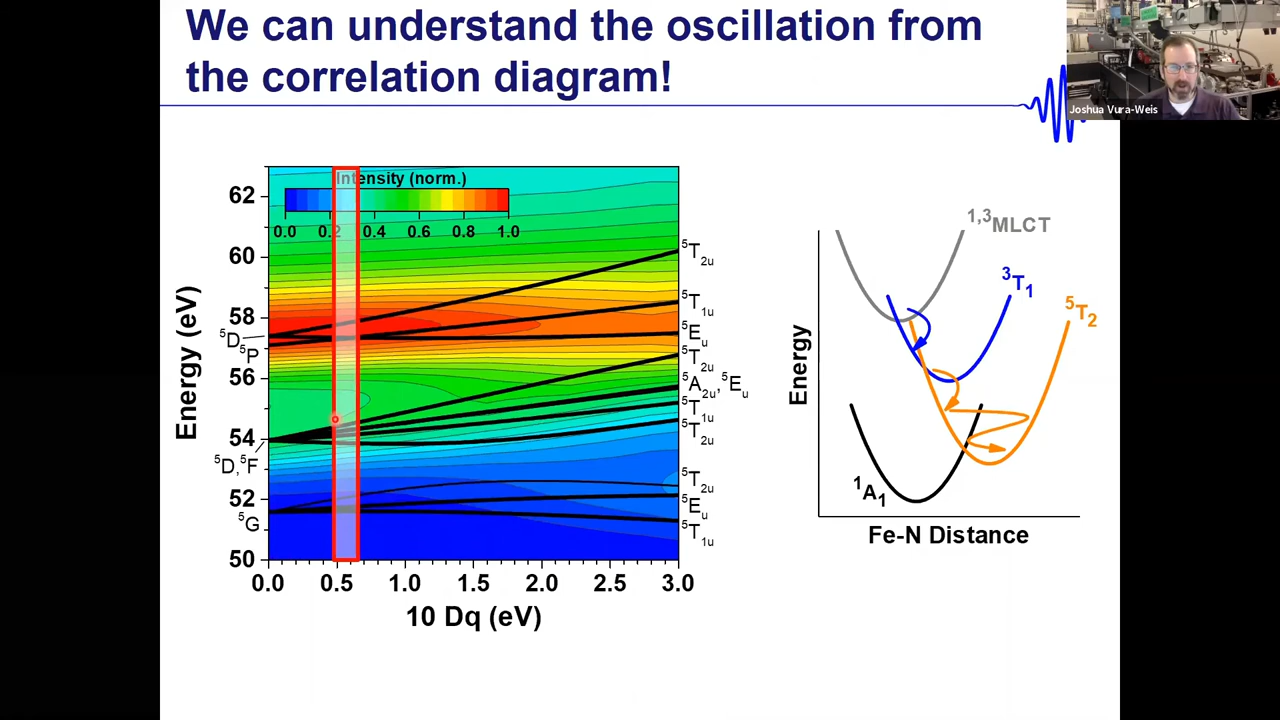 We can understand the oscillation from
the correlation diagram!
Joshua Vura-Weis
Intensity (norm.)
0.0 0.2 0.4 0.6 0.8 1.0
Energy (eV)
62
60
58
56
54
52
50
⁵D
⁵P
⁵D,⁵F
⁵G
⁵T₂ᵤ
⁵T₁ᵤ
⁵Eᵤ
⁵T₂ᵤ
⁵A₂ᵤ,⁵Eᵤ
⁵T₁ᵤ
⁵T₂ᵤ
⁵T₂ᵤ
⁵Eᵤ
⁵T₁ᵤ
0.0 0.5 1.0 1.5 2.0 2.5 3.0
10 Dq (eV)
Energy
¹,³MLCT
³T₁
⁵T₂
¹A₁
Fe-N Distance